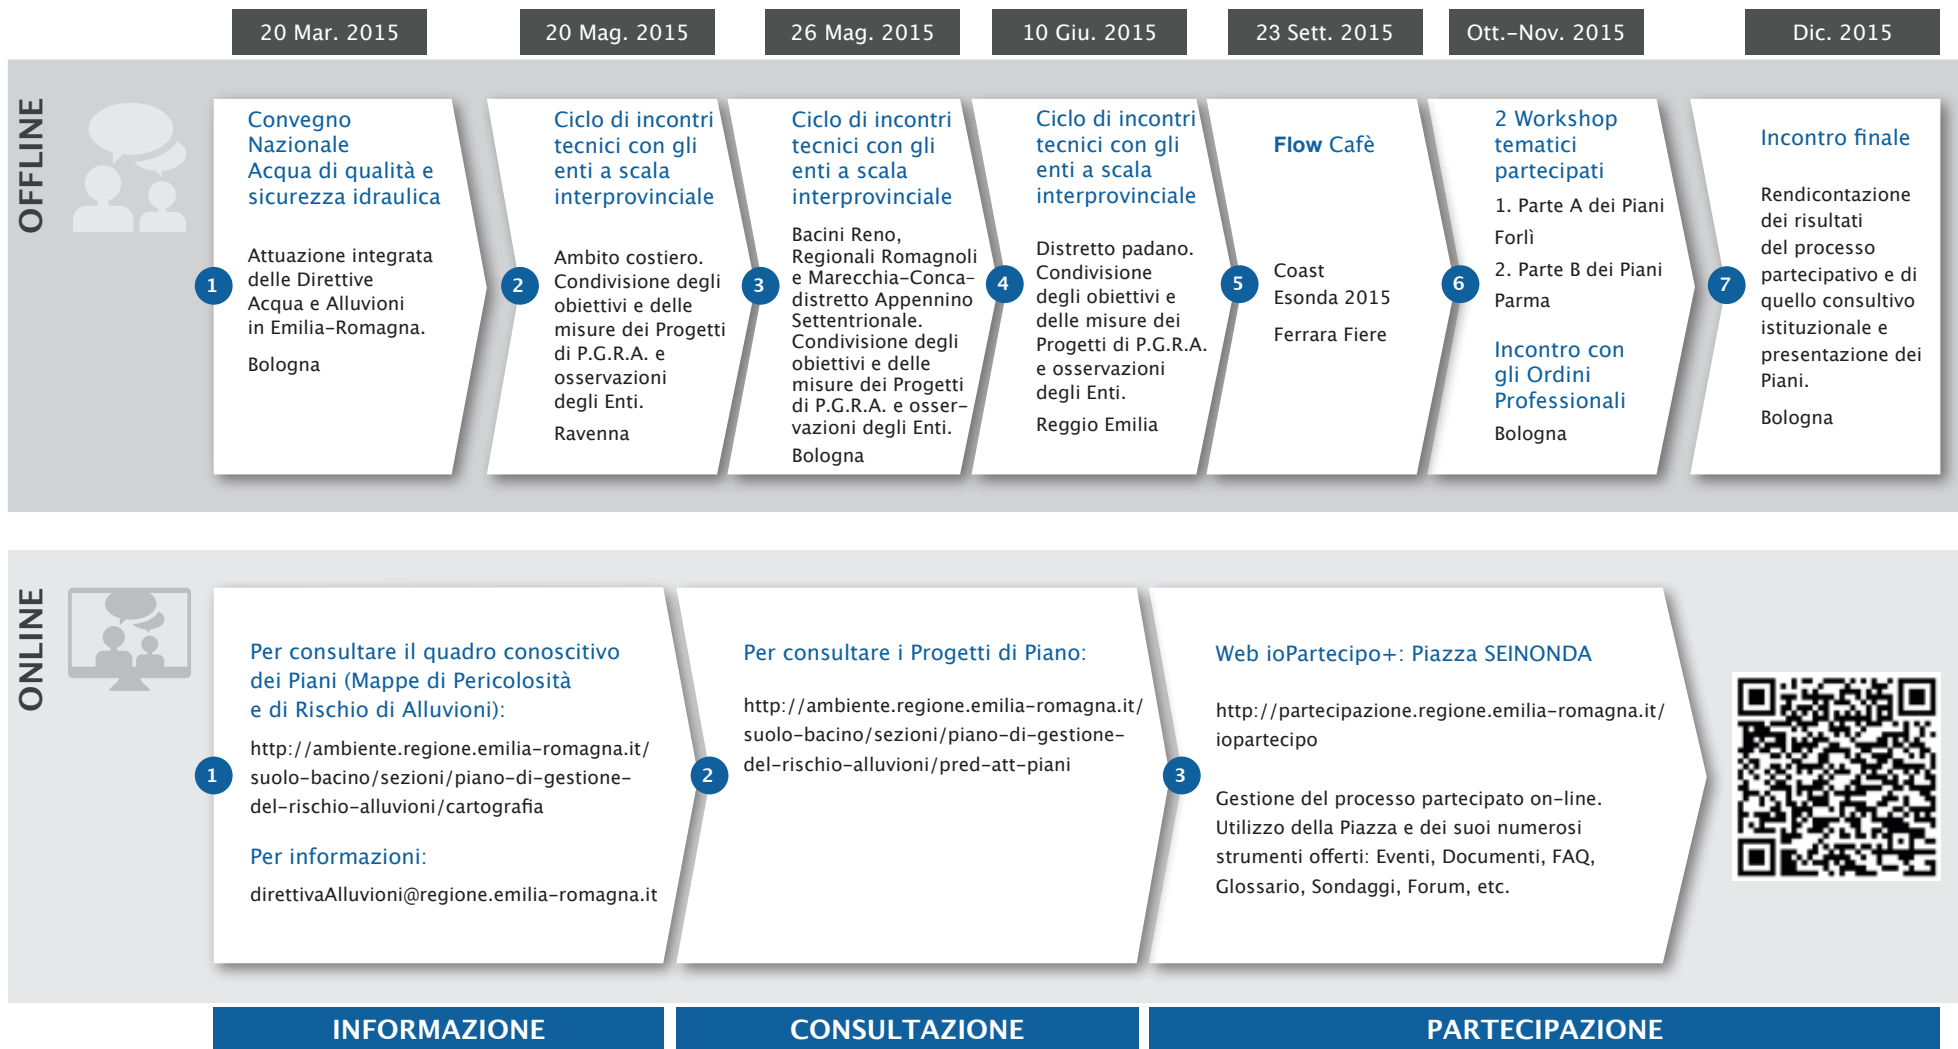 20 Mar. 2015
20 Mag. 2015
26 Mag. 2015
10 Giu. 2015
23 Sett. 2015
Ott.-Nov. 2015
Dic. 2015
OFFLINE
1
Convegno
Nazionale
Acqua di qualità e
sicurezza idraulica
Attuazione integrata
delle Direttive
Acqua e Alluvioni
in Emilia-Romagna.
Bologna
2
Ciclo di incontri
tecnici con gli
enti a scala
interprovinciale
Ambito costiero.
Condivisione degli
obiettivi e delle
misure dei Progetti
di P.G.R.A. e
osservazioni
degli Enti.
Ravenna
3
Ciclo di incontri
tecnici con gli
enti a scala
interprovinciale
Bacini Reno,
Regionali Romagnoli
e Marecchia-Conca-
distretto Appennino
Settentrionale.
Condivisione degli
obiettivi e delle
misure dei Progetti
di P.G.R.A. e osser-
vazioni degli Enti.
Bologna
4
Ciclo di incontri
tecnici con gli
enti a scala
interprovinciale
Distretto padano.
Condivisione
degli obiettivi e
delle misure dei
Progetti di P.G.R.A.
e osservazioni
degli Enti.
Reggio Emilia
5
Flow Cafè
Coast
Esonda 2015
Ferrara Fiere
6
2 Workshop
tematici
partecipati
1. Parte A dei Piani
Forlì
2. Parte B dei Piani
Parma
Incontro con
gli Ordini
Professionali
Bologna
7
Incontro finale
Rendicontazione
dei risultati
del processo
partecipativo e di
quello consultivo
istituzionale e
presentazione dei
Piani.
Bologna
ONLINE
1
Per consultare il quadro conoscitivo
dei Piani (Mappe di Pericolosità
e di Rischio di Alluvioni):
http://ambiente.regione.emilia-romagna.it/
suolo-bacino/sezioni/piano-di-gestione-
del-rischio-alluvioni/cartografia
Per informazioni:
direttivaAlluvioni@regione.emilia-romagna.it
2
Per consultare i Progetti di Piano:
http://ambiente.regione.emilia-romagna.it/
suolo-bacino/sezioni/piano-di-gestione-
del-rischio-alluvioni/pred-att-piani
3
Web ioPartecipo+: Piazza SEINONDA
http://partecipazione.regione.emilia-romagna.it/
iopartecipo
Gestione del processo partecipato on-line.
Utilizzo della Piazza e dei suoi numerosi
strumenti offerti: Eventi, Documenti, FAQ,
Glossario, Sondaggi, Forum, etc.
INFORMAZIONE
CONSULTAZIONE
PARTECIPAZIONE